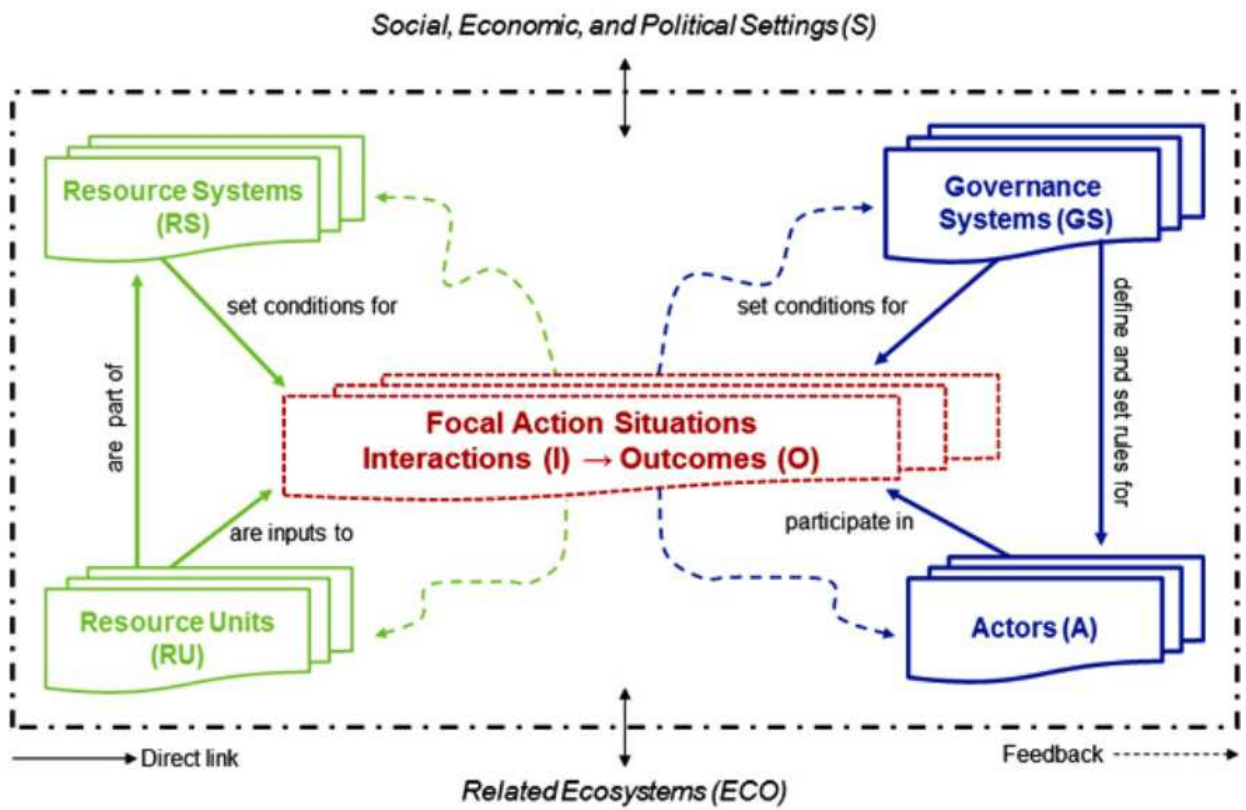 Social, Economic, and Political Settings (S)
Resource Systems
(RS)
Governance
Systems (GS)
set conditions for
set conditions for
are part of
define and set rules for
Focal Action Situations
Interactions (I) → Outcomes (O)
are inputs to
participate in
Resource Units
(RU)
Actors (A)
Direct link
Feedback
Related Ecosystems (ECO)